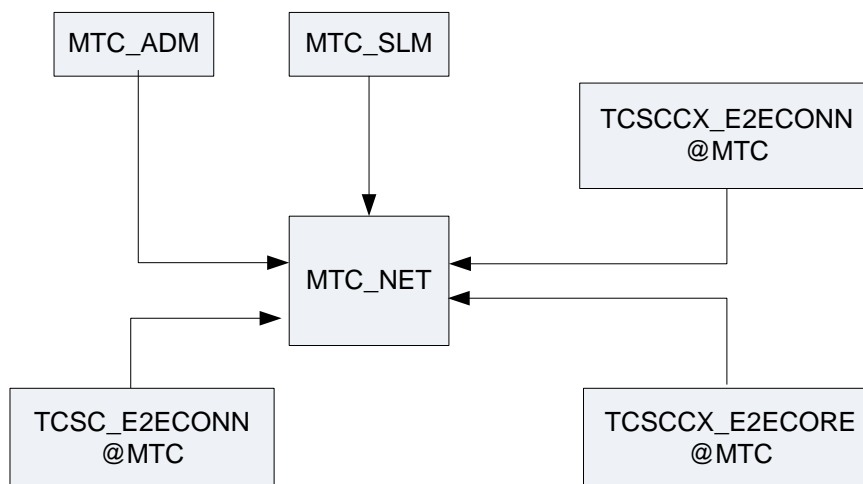 MTC_ADM
MTC_SLM
TCSCCX_E2ECONN
@MTC
MTC_NET
TCSC_E2ECONN
@MTC
TCSCCX_E2ECORE
@MTC